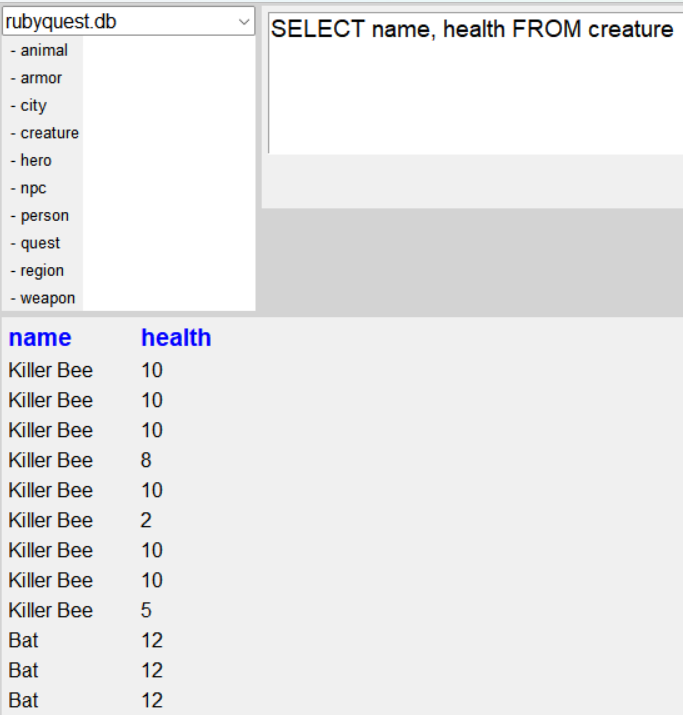 rubyquest.db
- animal
- armor
- city
- creature
- hero
- npc
- person
- quest
- region
- weapon
SELECT name, health FROM creature
name health
Killer Bee 10
Killer Bee 10
Killer Bee 10
Killer Bee 8
Killer Bee 10
Killer Bee 2
Killer Bee 10
Killer Bee 10
Killer Bee 5
Bat 12
Bat 12
Bat 12